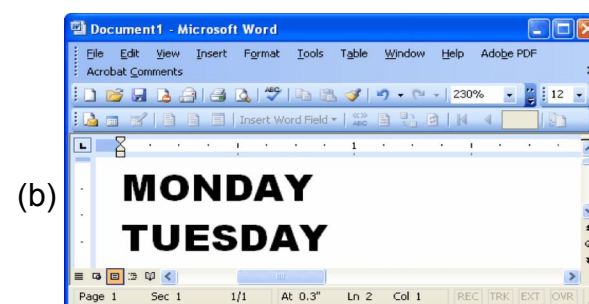 Document1 - Microsoft Word
File Edit View Insert Format Tools Table Window Help Adobe PDF
Acrobat Comments
ABC 230% 12
Insert Word Field ABC
L 1
(b)
MONDAY
TUESDAY
Page 1 Sec 1 1/1 At 0.3" Ln 2 Col 1 REC TRK EXT OVR